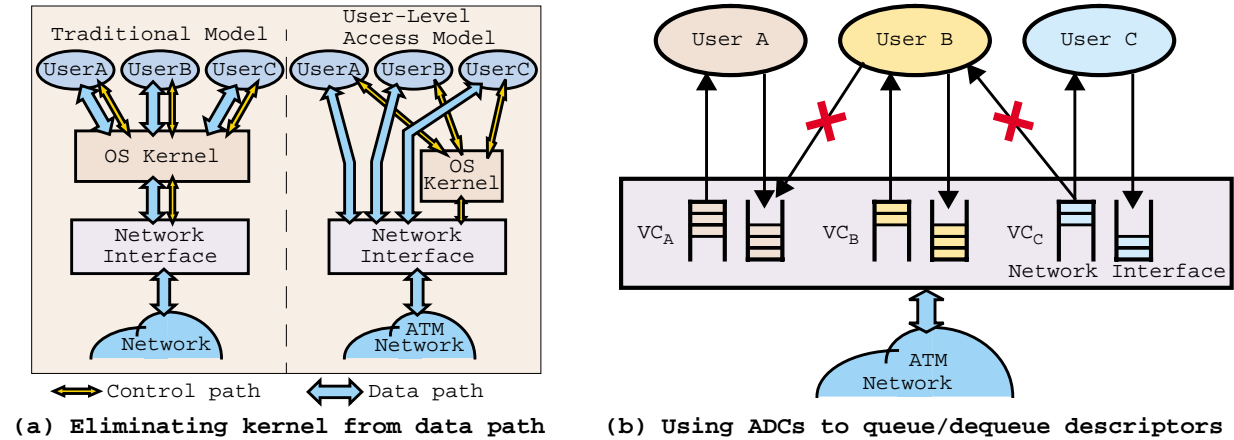 Traditional Model
User-Level
Access Model
UserA
UserB
UserC
UserA
UserB
UserC
OS Kernel
OS
Kernel
Network
Interface
Network
Interface
Network
ATM
Network
Control path
Data path
(a) Eliminating kernel from data path
User A
User B
User C
VCA
VCB
VCC
Network Interface
ATM
Network
(b) Using ADCs to queue/dequeue descriptors